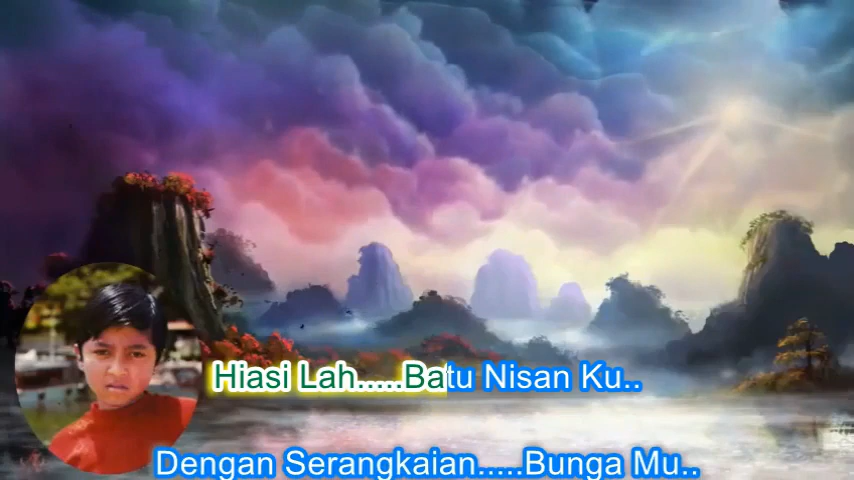 Hiasi Lah.....Batu Nisan Ku..
Dengan Serangkaian.....Bunga Mu..